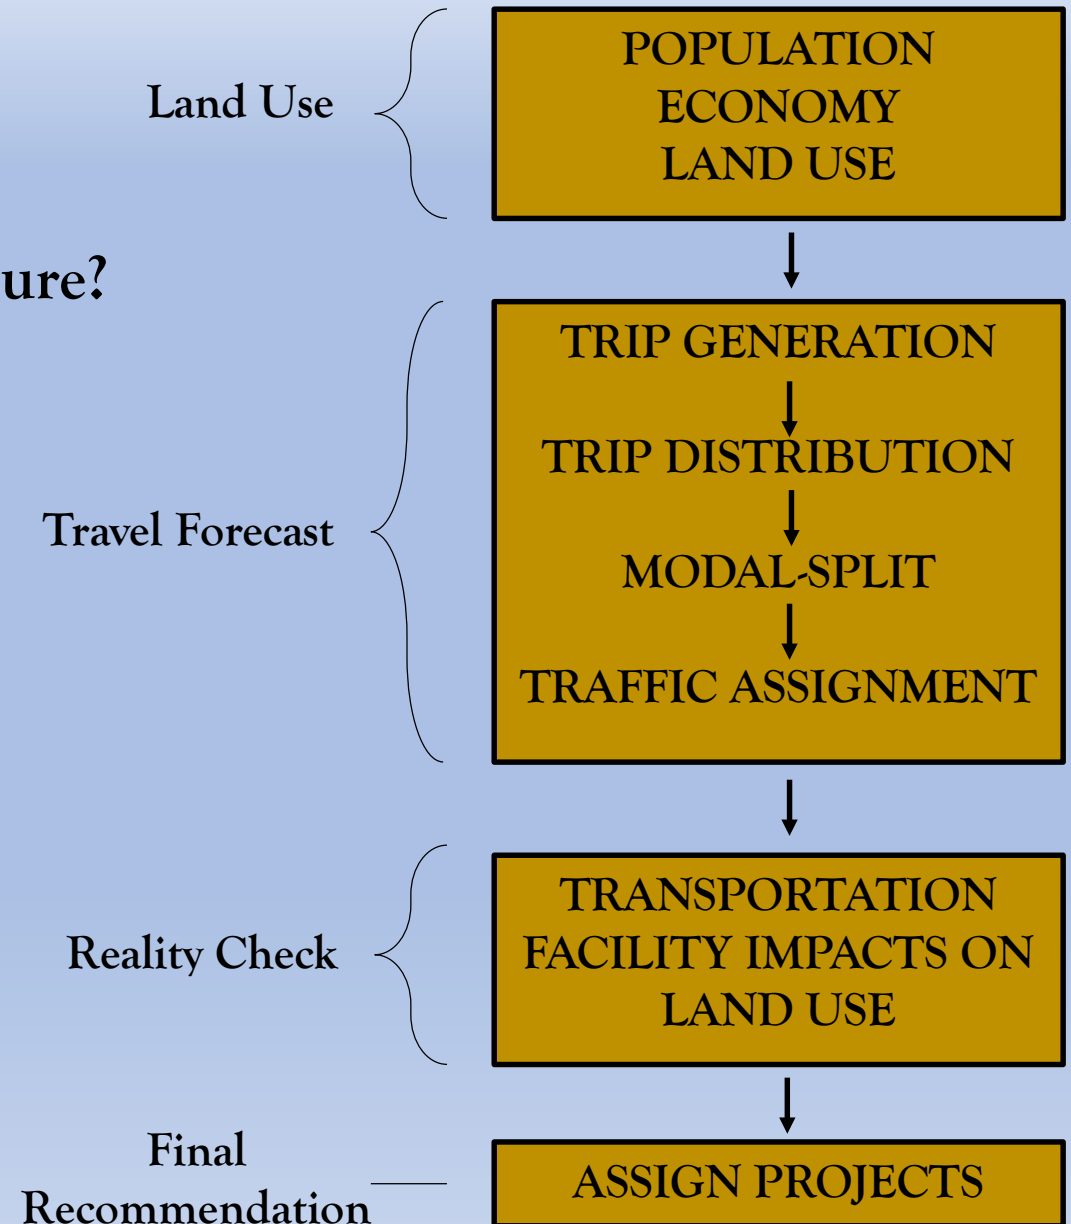 Land Use
POPULATION
ECONOMY
LAND USE
ure?
Travel Forecast
TRIP GENERATION
TRIP DISTRIBUTION
MODAL-SPLIT
TRAFFIC ASSIGNMENT
Reality Check
TRANSPORTATION
FACILITY IMPACTS ON
LAND USE
Final
Recommendation
ASSIGN PROJECTS